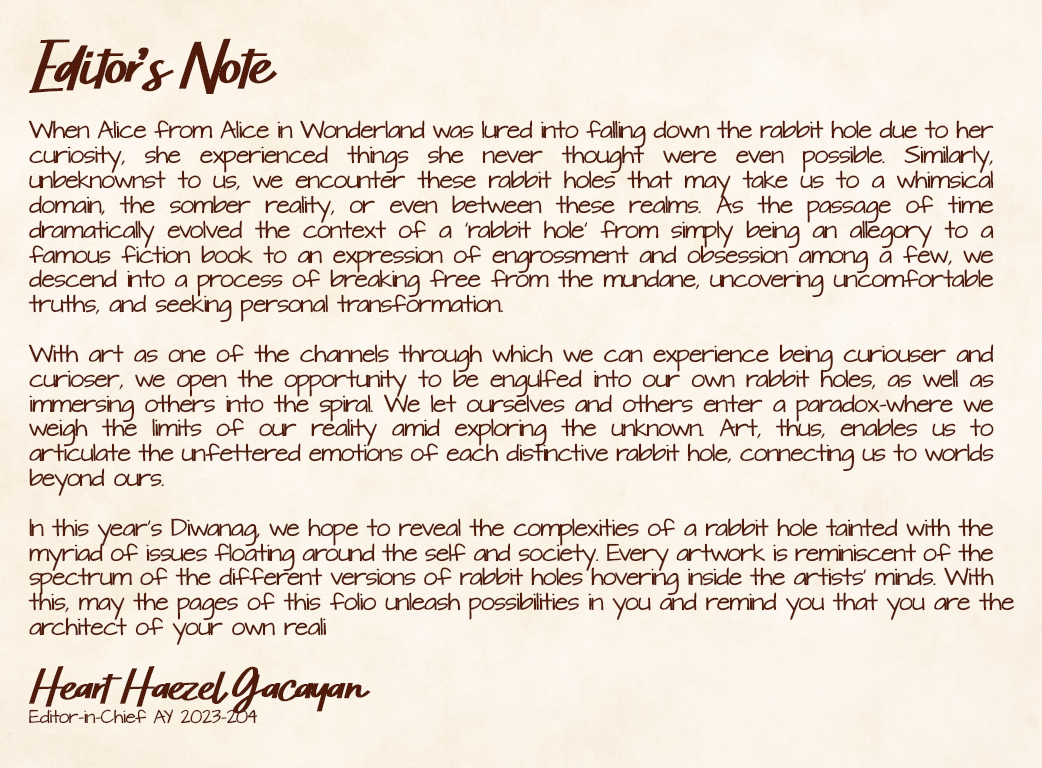 Editor's Note
When Alice from Alice in Wonderland was lured into falling down the rabbit hole due to her
curiosity, she experienced things she never thought were even possible. Similarly,
unbeknownst to us, we encounter these rabbit holes that may take us to a whimsical
domain, the somber reality, or even between these realms. As the passage of time
dramatically evolved the context of a 'rabbit hole' from simply being an allegory to a
famous fiction book to an expression of engrossment and obsession among a few, we
descend into a process of breaking free from the mundane, uncovering uncomfortable
truths, and seeking personal transformation.
With art as one of the channels through which we can experience being curiouser and
curioser, we open the opportunity to be engulfed into our own rabbit holes, as well as
immersing others into the spiral. We let ourselves and others enter a paradox-where we
weigh the limits of our reality amid exploring the unknown. Art, thus, enables us to
articulate the unfettered emotions of each distinctive rabbit hole, connecting us to worlds
beyond ours.
In this year's Diwanag, we hope to reveal the complexities of a rabbit hole tainted with the
myriad of issues floating around the self and society. Every artwork is reminiscent of the
spectrum of the different versions of rabbit holes hovering inside the artists' minds. With
this, may the pages of this folio unleash possibilities in you and remind you that you are the
architect of your own reali
Heart Haezel Gacayan
Editor-in-Chief AY 2023-204